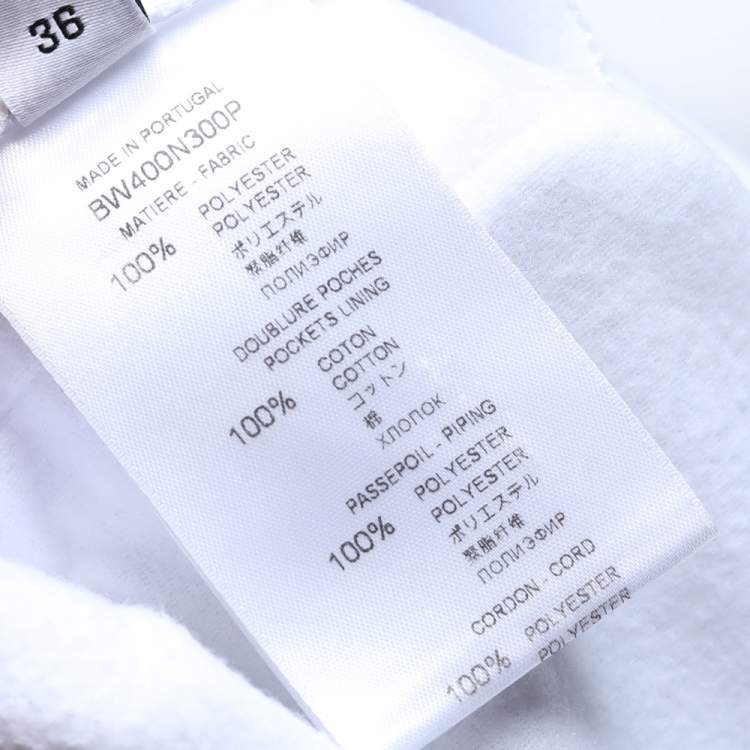 36
MADE IN PORTUGAL
BW400N300P
MATIERE - FABRIC
100% POLYESTER
POLYESTER
ポリエステル
聚脂纤维
ПОЛИЭФИР
DOUBLURE POCHES
POCKETS LINING
100% COTON
COTTON
コットン
棉
ХЛОПОК
PASSEPOIL - PIPING
100% POLYESTER
POLYESTER
ポリエステル
聚脂纤维
ПОЛИЭФИР
CORDON - CORD
100% POLYESTER
POLYESTER